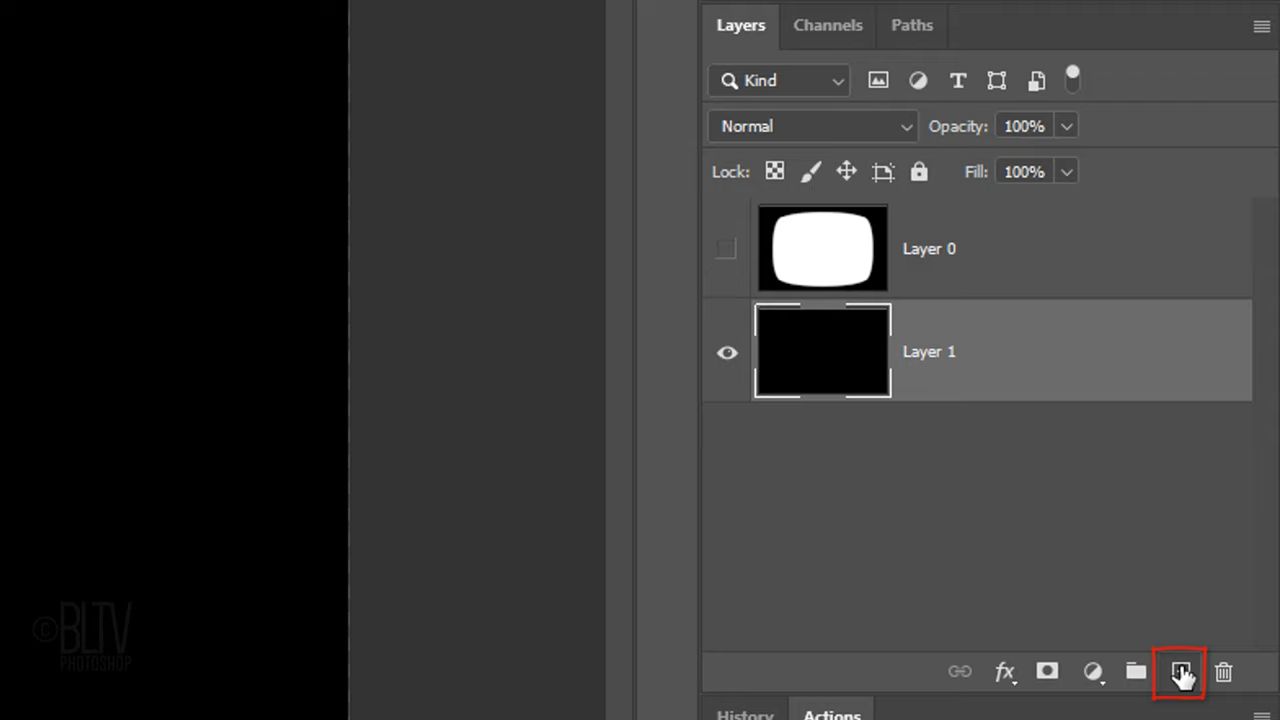 Layers Channels Paths
Kind
Normal Opacity: 100%
Lock: Fill: 100%
Layer 0
Layer 1
fx
©BLTV
PHOTOSHOP
History Actions